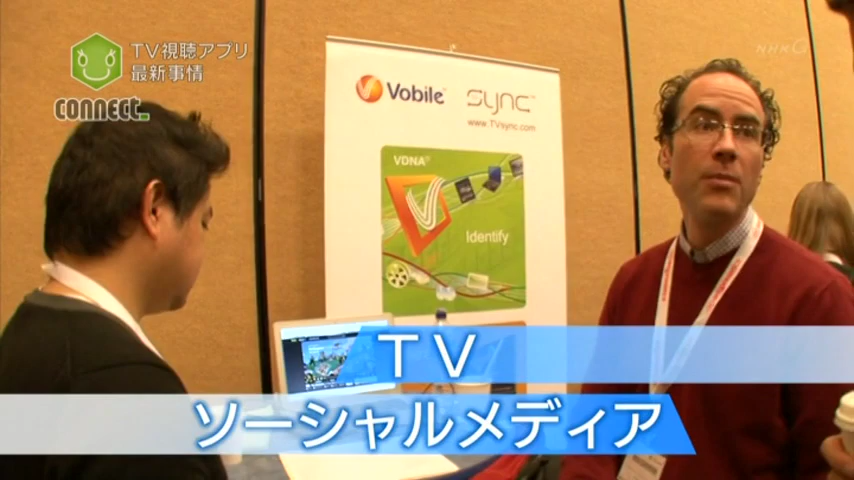 TV視聴アプリ
最新事情
CONNECT.
NHK G
Vobile
sync
www.TVsync.com
VDNA
Identify
TV
ソーシャルメディア